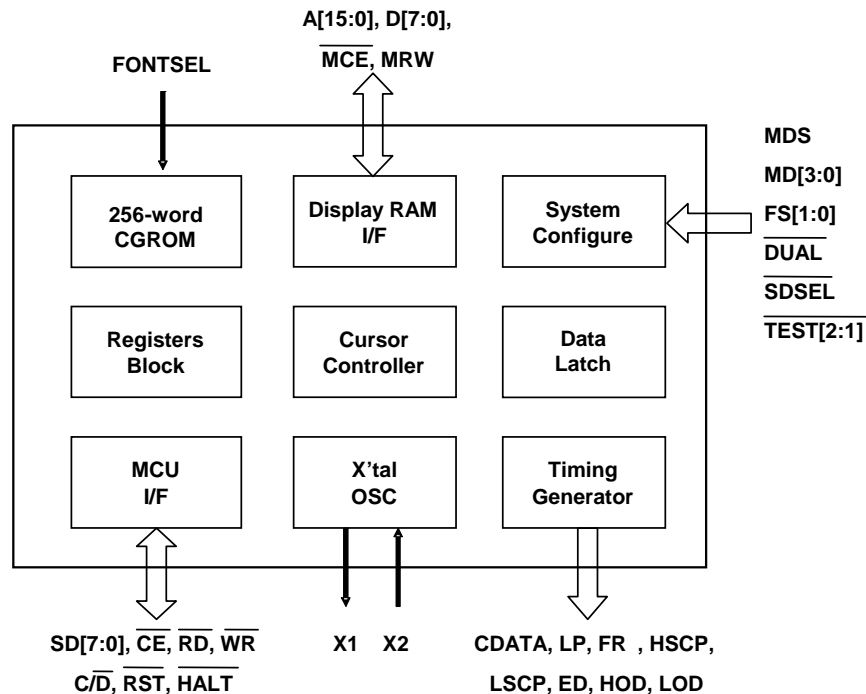 A[15:0], D[7:0],
MCE, MRW
FONTSEL
MDS
MD[3:0]
FS[1:0]
DUAL
SDSEL
TEST[2:1]
256-word
CGROM
Display RAM
I/F
System
Configure
Registers
Block
Cursor
Controller
Data
Latch
MCU
I/F
X'tal
OSC
Timing
Generator
SD[7:0], CE, RD, WR
C/D, RST, HALT
X1 X2
CDATA, LP, FR , HSCP,
LSCP, ED, HOD, LOD